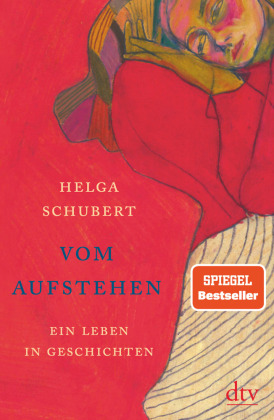 HELGA
SCHUBERT
VOM
AUFSTEHEN
SPIEGEL
Bestseller
EIN LEBEN
IN GESCHICHTEN
dtv